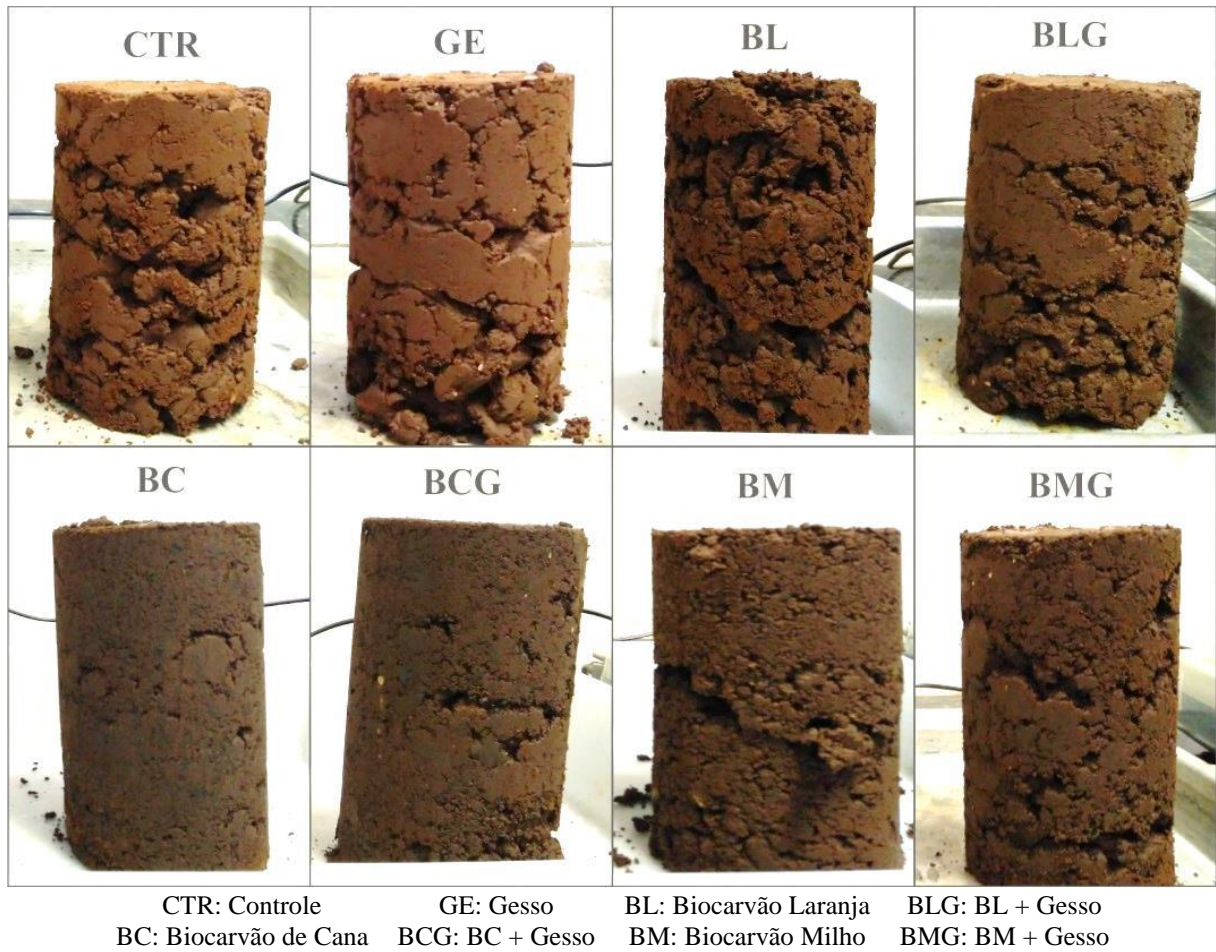 CTR GE BL BLG
BC BCG BM BMG
CTR: Controle GE: Gesso BL: Biocarvão Laranja BLG: BL + Gesso
BC: Biocarvão de Cana BCG: BC + Gesso BM: Biocarvão Milho BMG: BM + Gesso